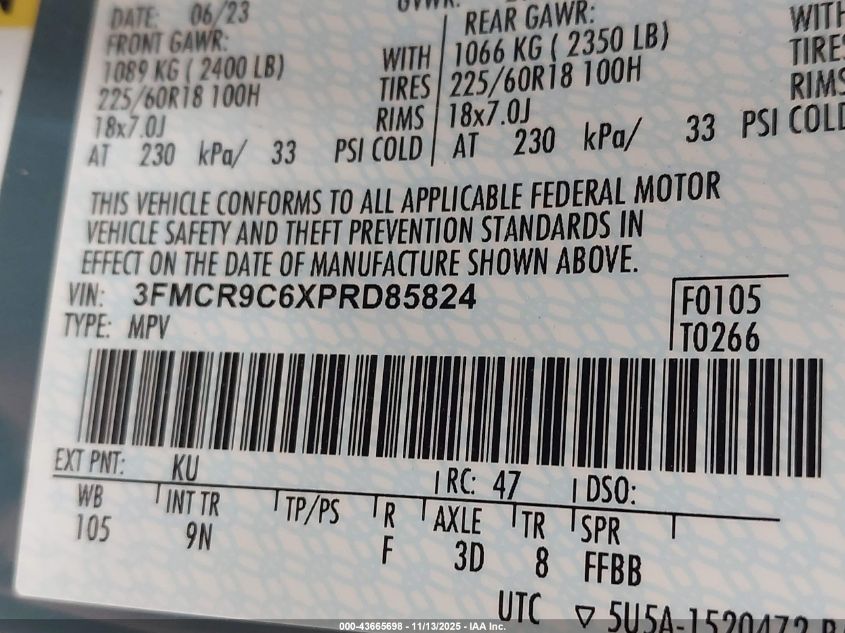 DATE: 06/23
FRONT GAWR: REAR GAWR:
1089 KG ( 2400 LB) WITH 1066 KG ( 2350 LB) WITH
225/60R18 100H TIRES 225/60R18 100H TIRES
18x7.0J RIMS 18x7.0J RIMS
AT 230 kPa/ 33 PSI COLD AT 230 kPa/ 33 PSI COLD
THIS VEHICLE CONFORMS TO ALL APPLICABLE FEDERAL MOTOR
VEHICLE SAFETY AND THEFT PREVENTION STANDARDS IN
EFFECT ON THE DATE OF MANUFACTURE SHOWN ABOVE.
VIN: 3FMCR9C6XPRD85824 F0105
TYPE: MPV T0266
EXT PNT: KU RC: 47 DSO:
WB INT TR TP/PS R AXLE TR SPR
105 9N F 3D 8 FFBB
UTC ▽ 5U5A-1520472
000-43665698 - 11/13/2025 - IAA Inc.